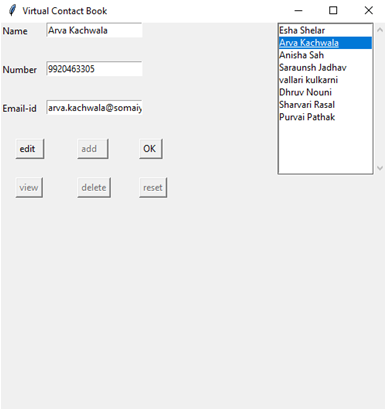 Virtual Contact Book
Name Arva Kachwala
Number 9920463305
Email-id arva.kachwala@somaiy
edit add OK
view delete reset
Esha Shelar
Arva Kachwala
Anisha Sah
Saraunsh Jadhav
vallari kulkarni
Dhruv Nouni
Sharvari Rasal
Purvai Pathak